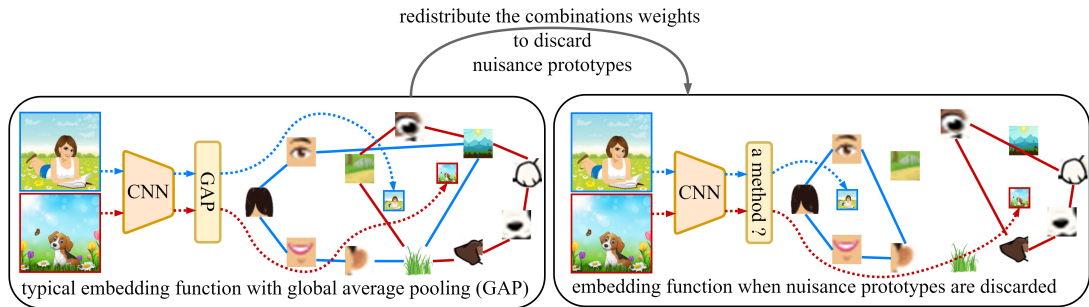 redistribute the combinations weights
to discard
nuisance prototypes
CNN
GAP
typical embedding function with global average pooling (GAP)
CNN
a method ?
embedding function when nuisance prototypes are discarded